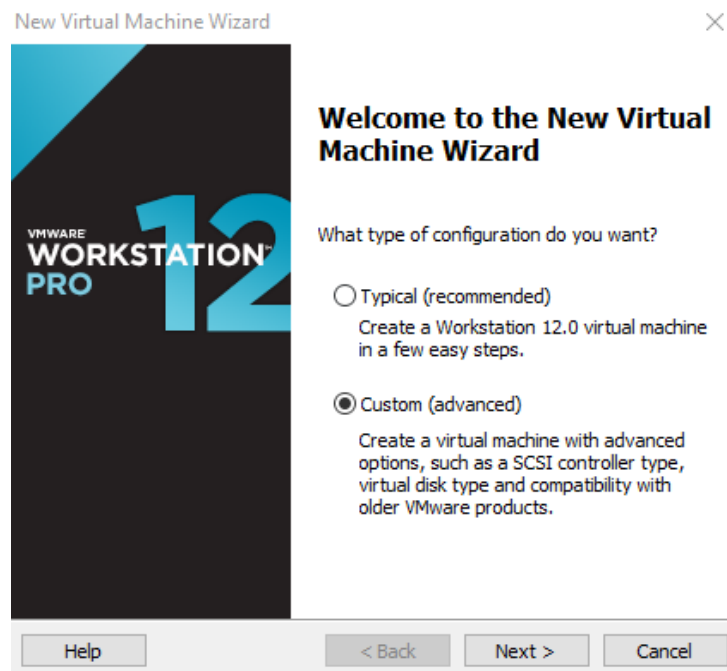 New Virtual Machine Wizard
VMWARE
WORKSTATION™
PRO
12
Welcome to the New Virtual
Machine Wizard
What type of configuration do you want?
Typical (recommended)
Create a Workstation 12.0 virtual machine
in a few easy steps.
Custom (advanced)
Create a virtual machine with advanced
options, such as a SCSI controller type,
virtual disk type and compatibility with
older VMware products.
Help
< Back
Next >
Cancel